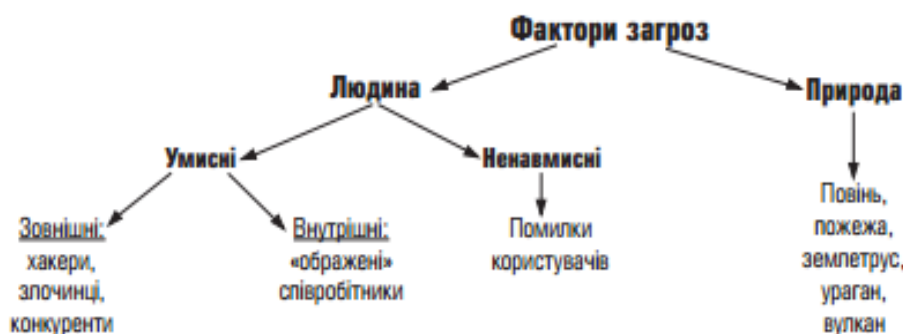 Фактори загроз
Людина
Природа
Умисні
Ненавмисні
Зовнішні:
хакери,
злочинці,
конкуренти
Внутрішні:
«ображені»
співробітники
Помилки
користувачів
Повінь,
пожежа,
землетрус,
ураган,
вулкан